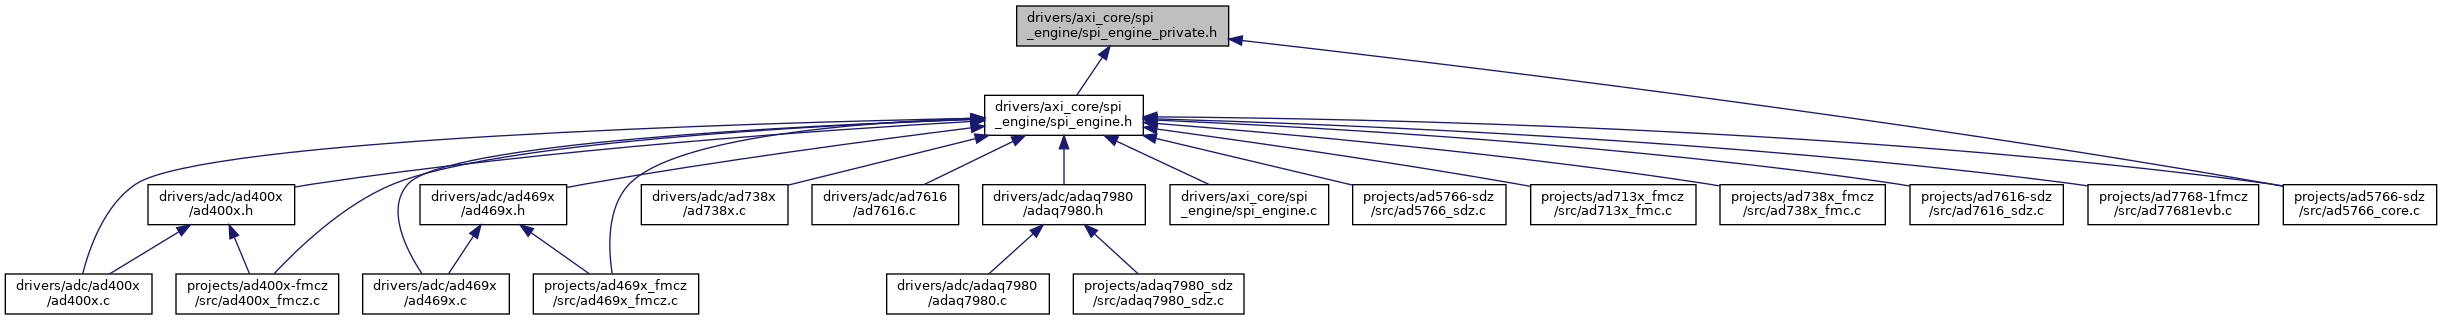 drivers/axi_core/spi
_engine/spi_engine_private.h
drivers/axi_core/spi
_engine/spi_engine.h
drivers/adc/ad400x
/ad400x.h
drivers/adc/ad469x
/ad469x.h
drivers/adc/ad738x
/ad738x.c
drivers/adc/ad7616
/ad7616.c
drivers/adc/adaq7980
/adaq7980.h
drivers/axi_core/spi
_engine/spi_engine.c
projects/ad5766-sdz
/src/ad5766_sdz.c
projects/ad713x_fmcz
/src/ad713x_fmc.c
projects/ad738x_fmcz
/src/ad738x_fmc.c
projects/ad7616-sdz
/src/ad7616_sdz.c
projects/ad7768-1fmcz
/src/ad77681evb.c
projects/ad5766-sdz
/src/ad5766_core.c
drivers/adc/ad400x
/ad400x.c
projects/ad400x-fmcz
/src/ad400x_fmcz.c
drivers/adc/ad469x
/ad469x.c
projects/ad469x_fmcz
/src/ad469x_fmcz.c
drivers/adc/adaq7980
/adaq7980.c
projects/adaq7980_sdz
/src/adaq7980_sdz.c